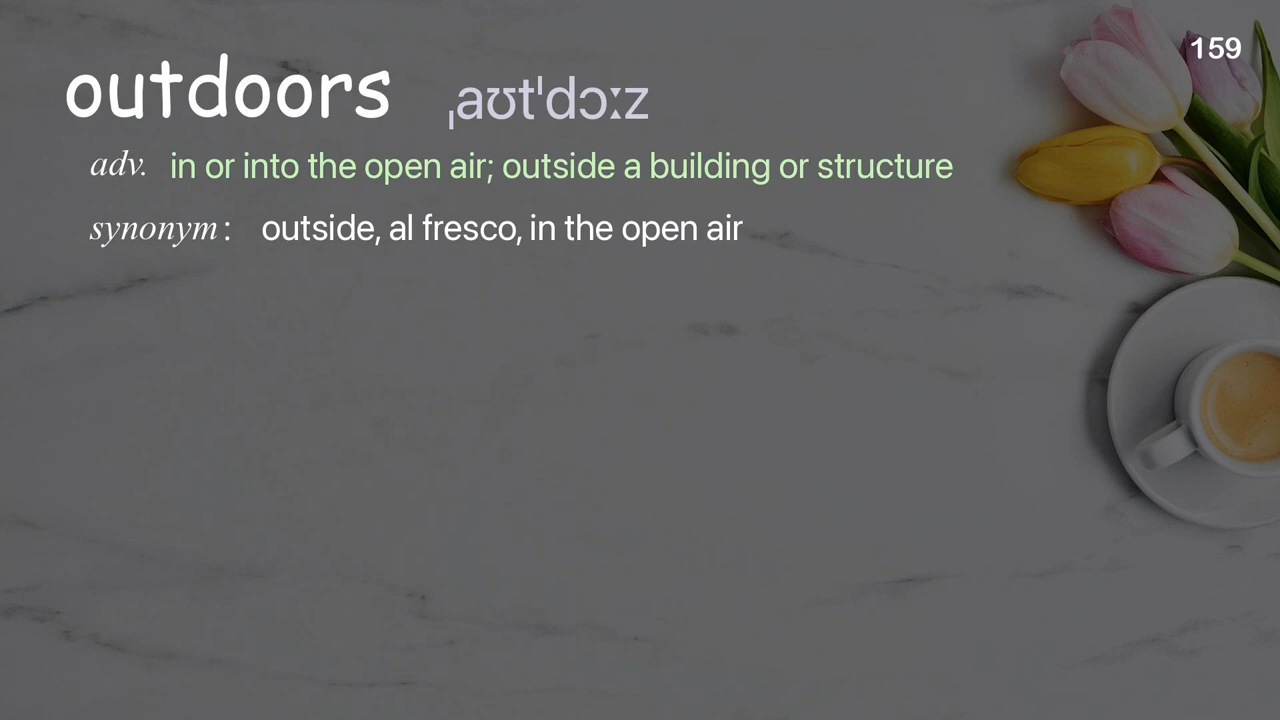 159
outdoors ˌaʊtˈdɔːz
adv. in or into the open air; outside a building or structure
synonym : outside, al fresco, in the open air